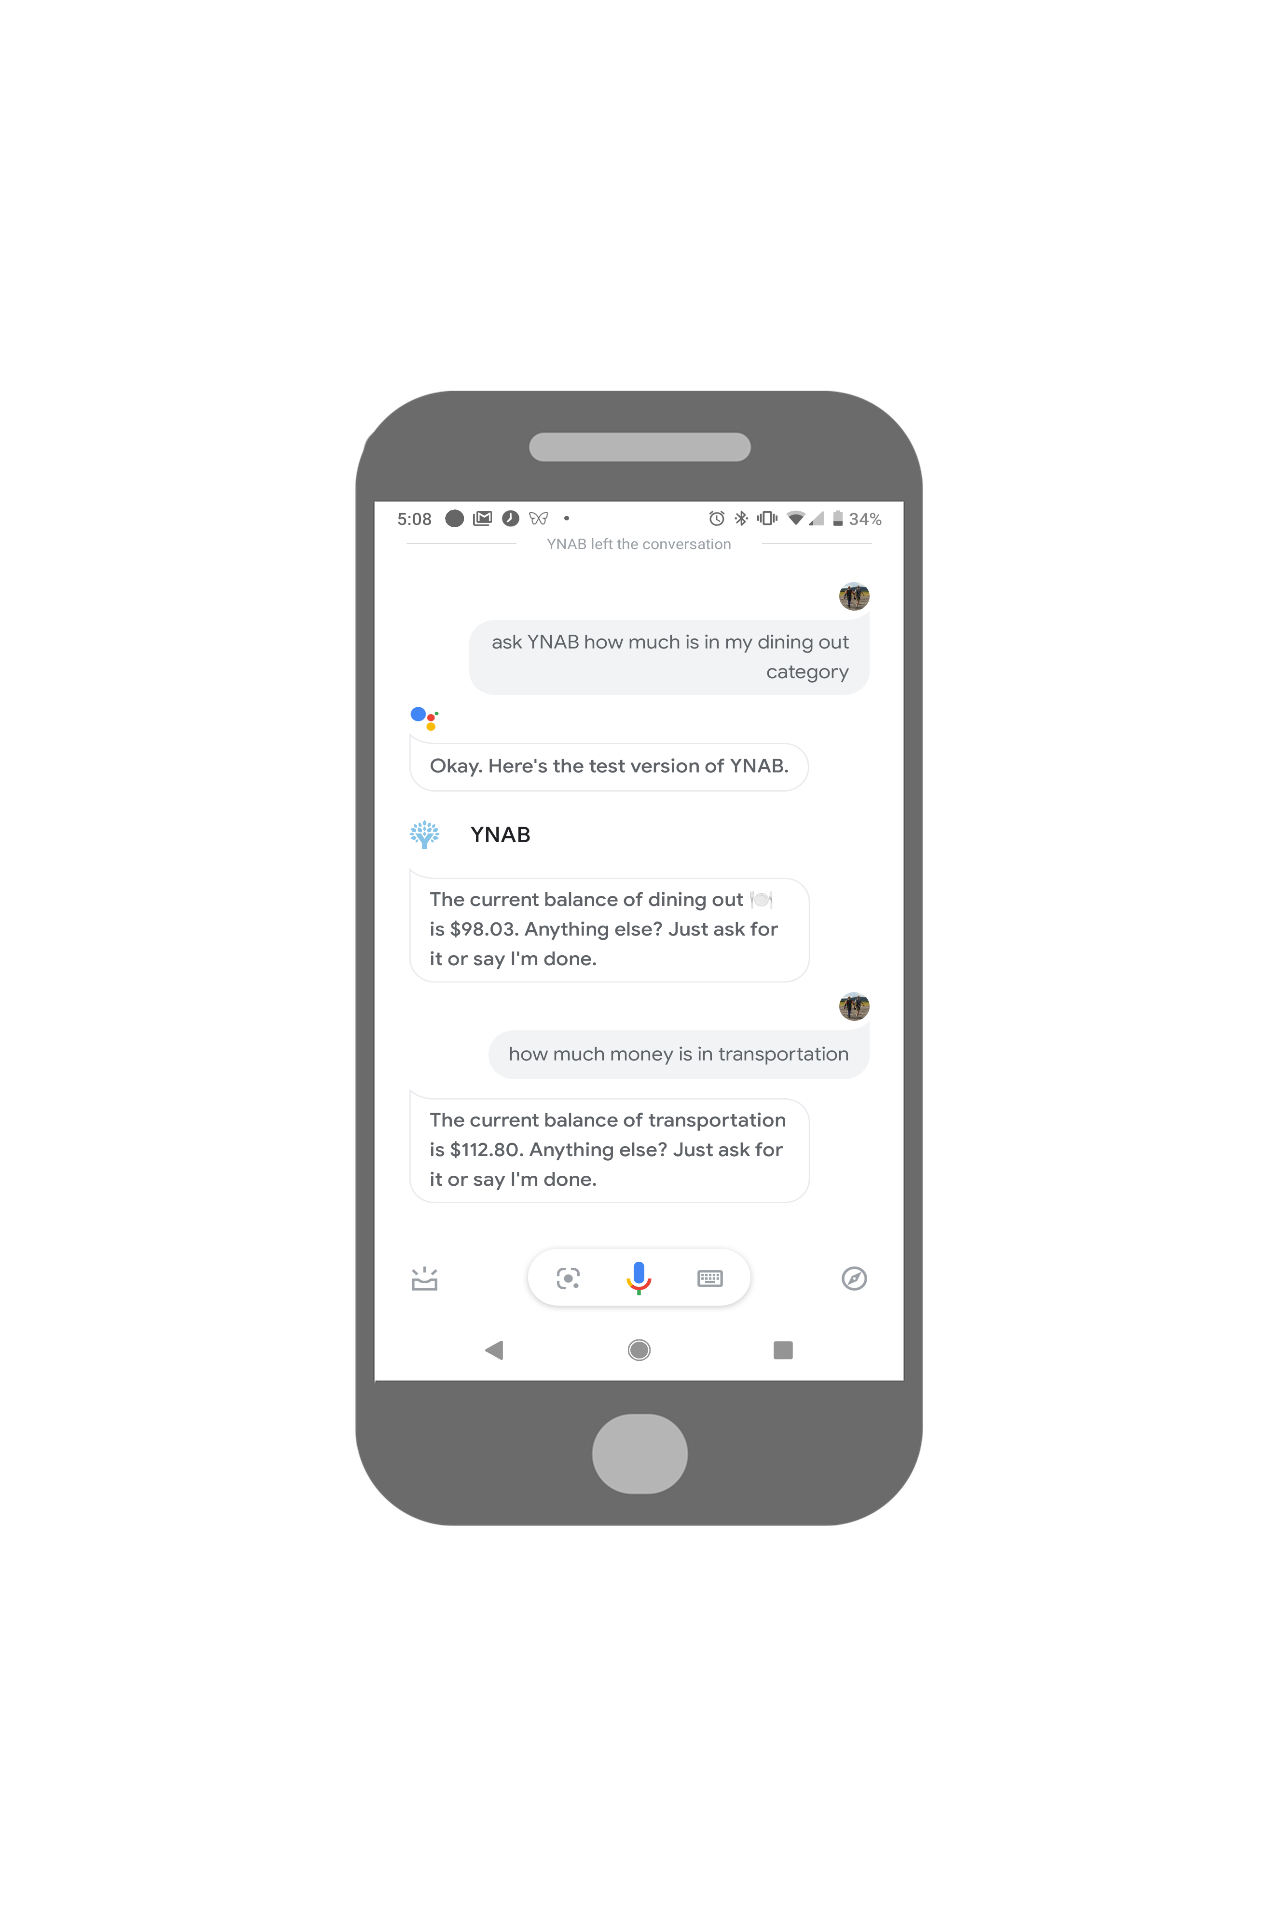 5:08 34%
YNAB left the conversation
ask YNAB how much is in my dining out
category
Okay. Here's the test version of YNAB.
YNAB
The current balance of dining out 🍽️
is $98.03. Anything else? Just ask for
it or say I'm done.
how much money is in transportation
The current balance of transportation
is $112.80. Anything else? Just ask for
it or say I'm done.